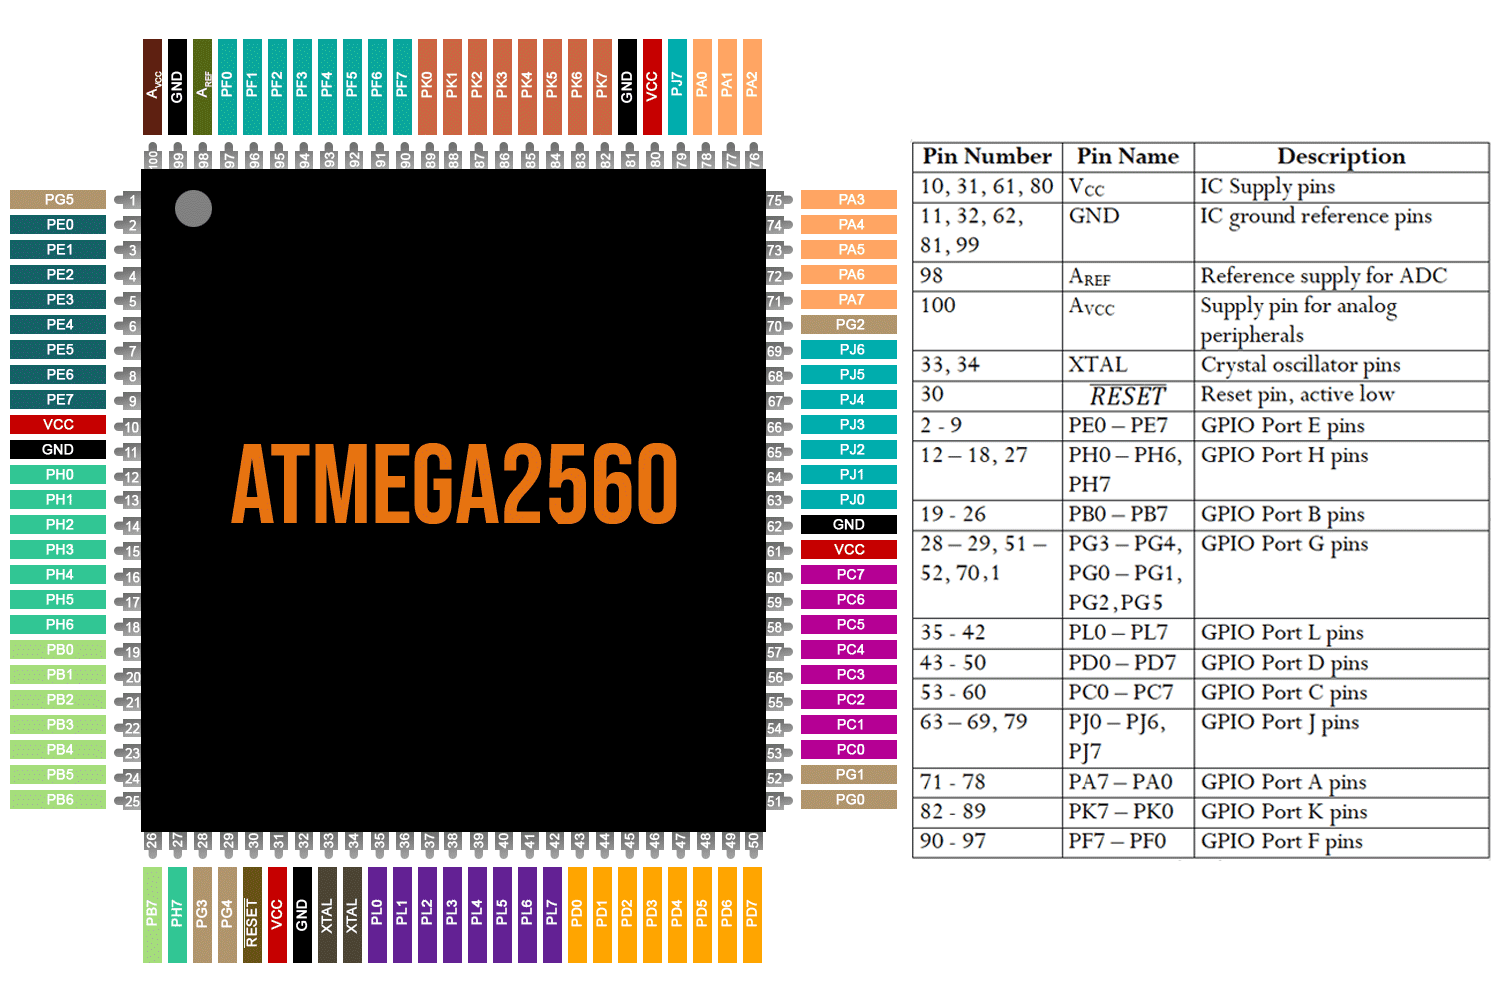 AVCC
GND
AREF
PF0
PF1
PF2
PF3
PF4
PF5
PF6
PF7
PK0
PK1
PK2
PK3
PK4
PK5
PK6
PK7
GND
VCC
PJ7
PA0
PA1
PA2
100
99
98
97
96
95
94
93
92
91
90
89
88
87
86
85
84
83
82
81
80
79
78
77
76
PG5 1
PE0 2
PE1 3
PE2 4
PE3 5
PE4 6
PE5 7
PE6 8
PE7 9
VCC 10
GND 11
PH0 12
PH1 13
PH2 14
PH3 15
PH4 16
PH5 17
PH6 18
PB0 19
PB1 20
PB2 21
PB3 22
PB4 23
PB5 24
PB6 25
ATMEGA2560
75 PA3
74 PA4
73 PA5
72 PA6
71 PA7
70 PG2
69 PJ6
68 PJ5
67 PJ4
66 PJ3
65 PJ2
64 PJ1
63 PJ0
62 GND
61 VCC
60 PC7
59 PC6
58 PC5
57 PC4
56 PC3
55 PC2
54 PC1
53 PC0
52 PG1
51 PG0
26
27
28
29
30
31
32
33
34
35
36
37
38
39
40
41
42
43
44
45
46
47
48
49
50
PB7
PH7
PG3
PG4
RESET
VCC
GND
XTAL
XTAL
PL0
PL1
PL2
PL3
PL4
PL5
PL6
PL7
PD0
PD1
PD2
PD3
PD4
PD5
PD6
PD7
Pin Number Pin Name Description
10, 31, 61, 80 VCC IC Supply pins
11, 32, 62, GND IC ground reference pins
81, 99
98 AREF Reference supply for ADC
100 AVCC Supply pin for analog
peripherals
33, 34 XTAL Crystal oscillator pins
30 RESET Reset pin, active low
2 - 9 PE0 – PE7 GPIO Port E pins
12 – 18, 27 PH0 – PH6, GPIO Port H pins
PH7
19 - 26 PB0 – PB7 GPIO Port B pins
28 – 29, 51 – PG3 – PG4, GPIO Port G pins
52, 70,1 PG0 – PG1,
PG2,PG5
35 - 42 PL0 – PL7 GPIO Port L pins
43 - 50 PD0 – PD7 GPIO Port D pins
53 - 60 PC0 – PC7 GPIO Port C pins
63 – 69, 79 PJ0 – PJ6, GPIO Port J pins
PJ7
71 - 78 PA7 – PA0 GPIO Port A pins
82 - 89 PK7 – PK0 GPIO Port K pins
90 - 97 PF7 – PF0 GPIO Port F pins